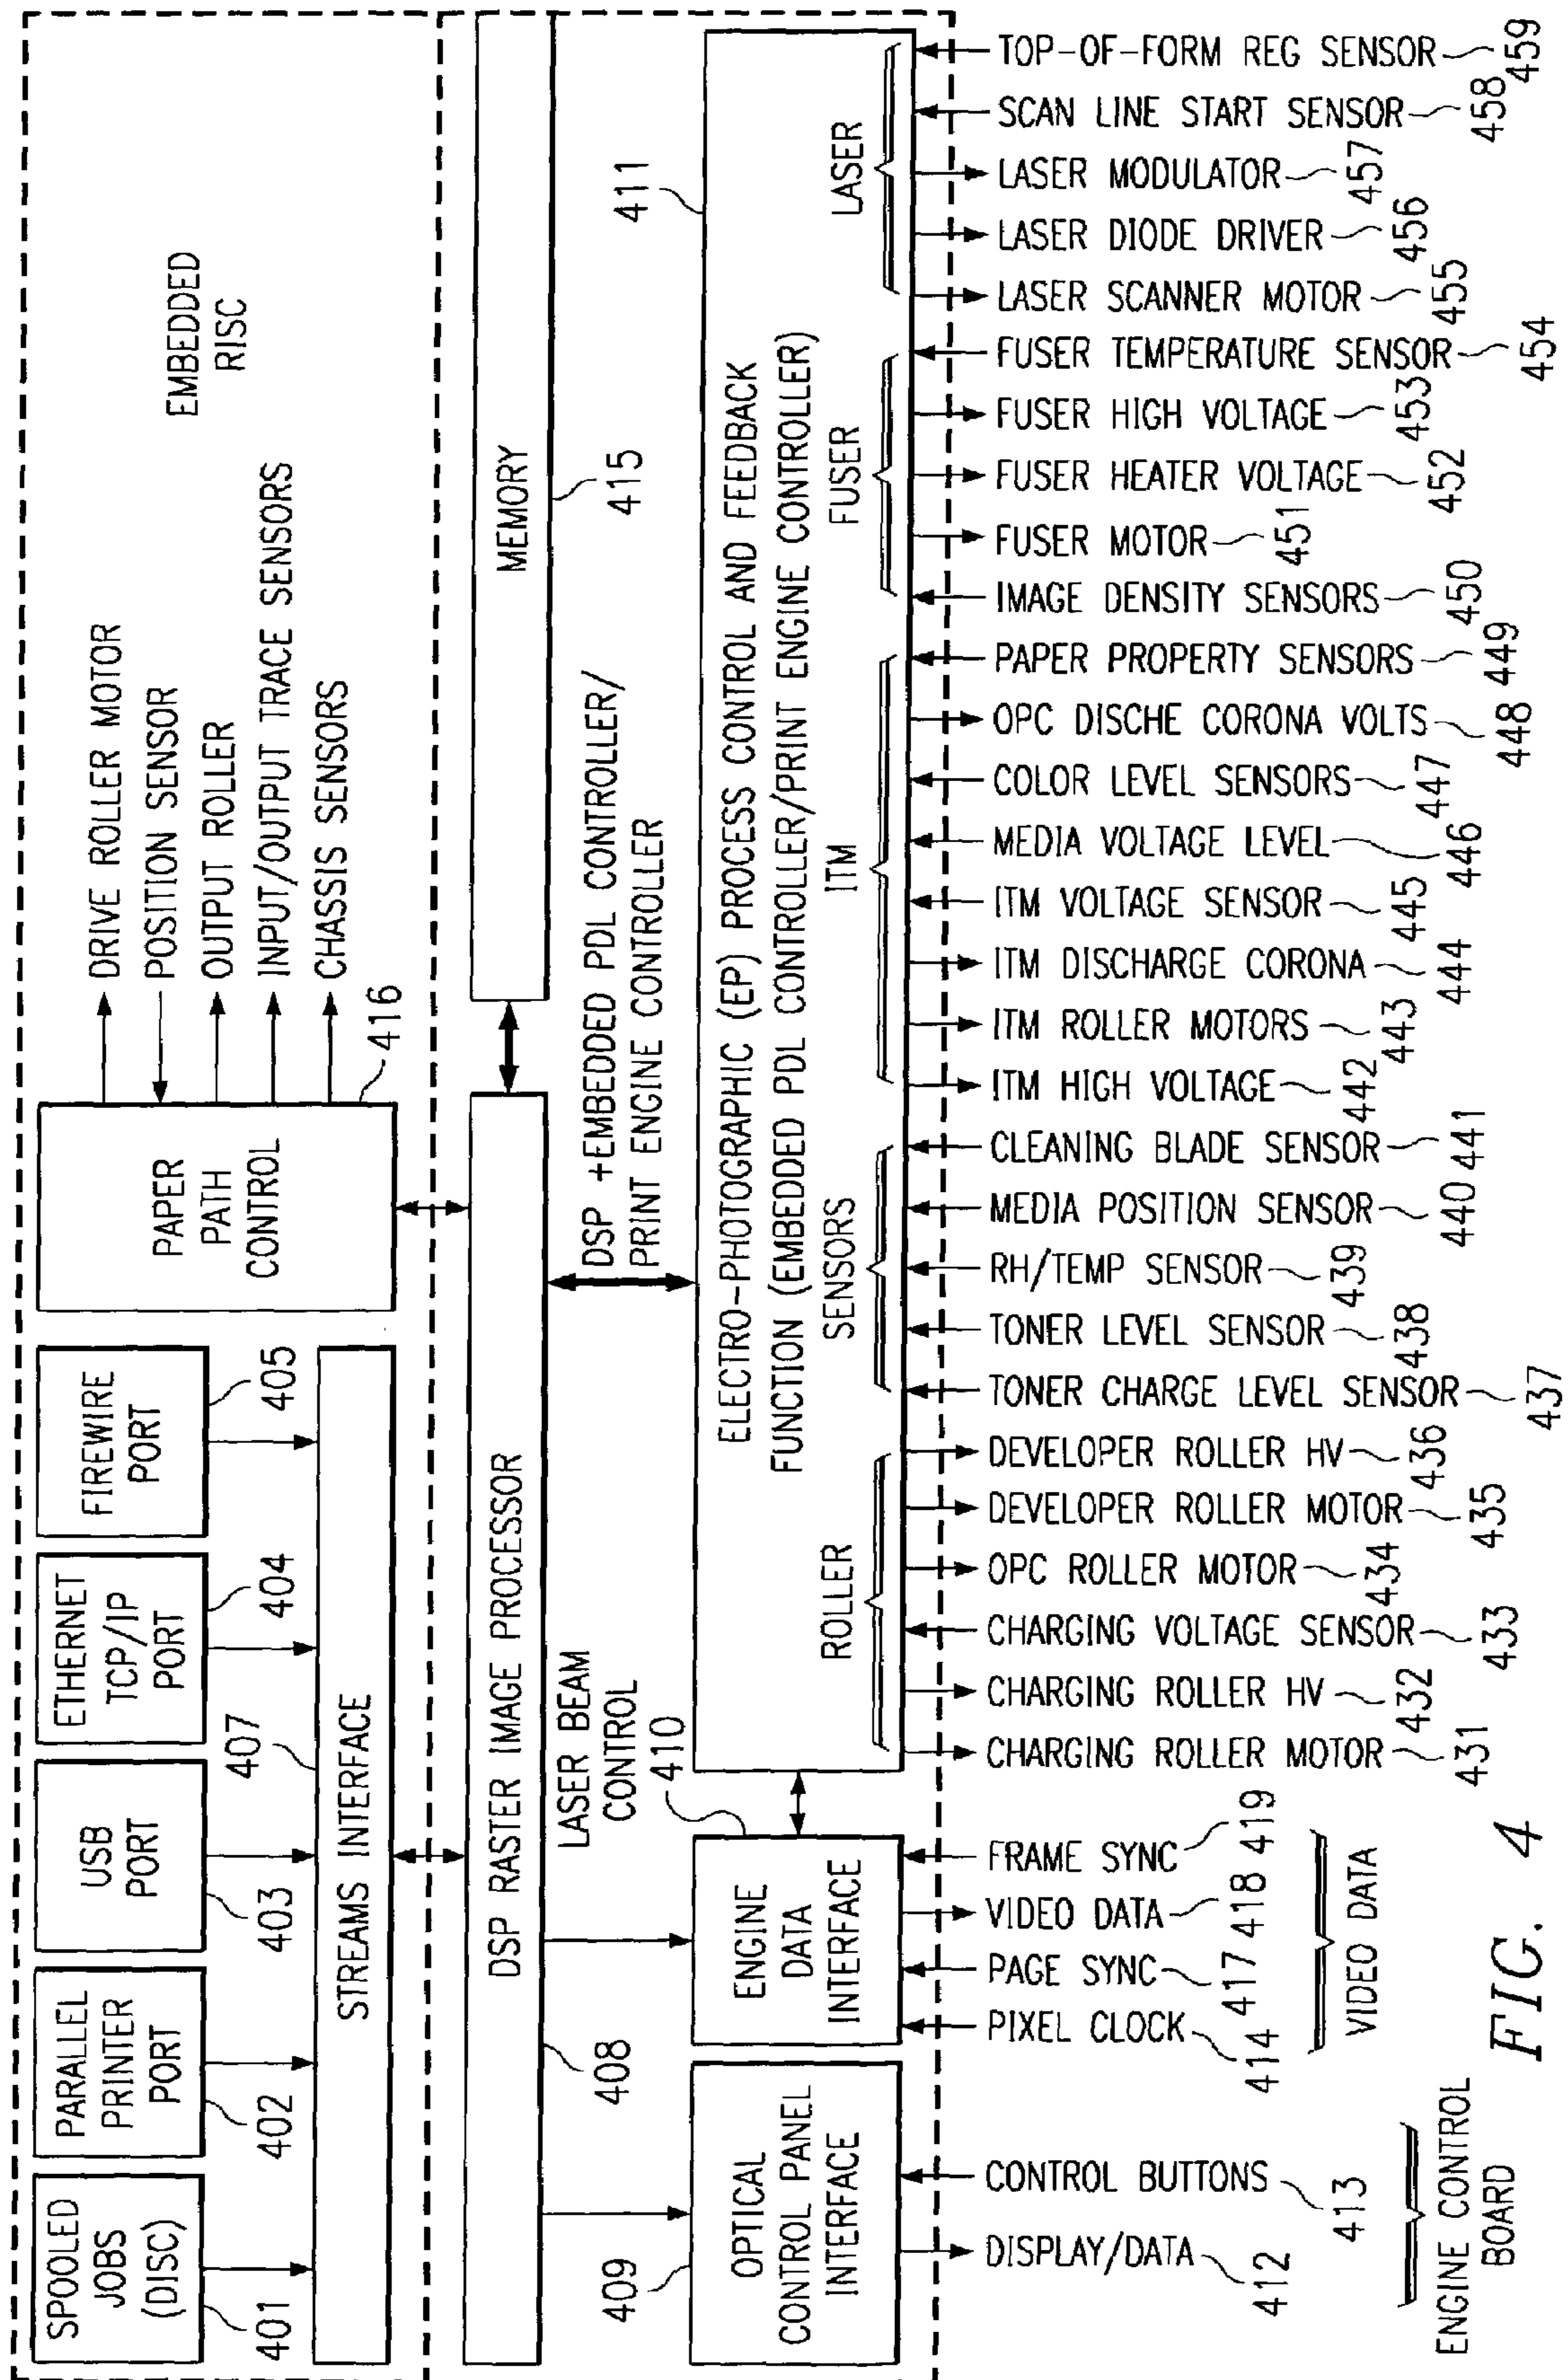 SPOOLED
JOBS
(DISC)
401
PARALLEL
PRINTER
PORT
402
USB
PORT
403
ETHERNET
TCP/IP
PORT
404
FIREWIRE
PORT
405
407
STREAMS INTERFACE
PAPER
PATH
CONTROL
416
DRIVE ROLLER MOTOR
POSITION SENSOR
OUTPUT ROLLER
INPUT/OUTPUT TRACE SENSORS
CHASSIS SENSORS
EMBEDDED
RISC
DSP RASTER IMAGE PROCESSOR
408
MEMORY
415
LASER BEAM
CONTROL
DSP +EMBEDDED PDL CONTROLLER/
PRINT ENGINE CONTROLLER
409
OPTICAL
CONTROL PANEL
INTERFACE
410
ENGINE
DATA
INTERFACE
411
ELECTRO-PHOTOGRAPHIC (EP) PROCESS CONTROL AND FEEDBACK
FUNCTION (EMBEDDED PDL CONTROLLER/PRINT ENGINE CONTROLLER)
ROLLER
SENSORS
ITM
FUSER
LASER
DISPLAY/DATA
412
CONTROL BUTTONS
413
ENGINE CONTROL
BOARD
PIXEL CLOCK
414
PAGE SYNC
417
VIDEO DATA
418
FRAME SYNC
419
VIDEO DATA
CHARGING ROLLER MOTOR
431
CHARGING ROLLER HV
432
CHARGING VOLTAGE SENSOR
433
OPC ROLLER MOTOR
434
DEVELOPER ROLLER MOTOR
435
DEVELOPER ROLLER HV
436
TONER CHARGE LEVEL SENSOR
437
TONER LEVEL SENSOR
438
RH/TEMP SENSOR
439
MEDIA POSITION SENSOR
440
CLEANING BLADE SENSOR
441
ITM HIGH VOLTAGE
442
ITM ROLLER MOTORS
443
ITM DISCHARGE CORONA
444
ITM VOLTAGE SENSOR
445
MEDIA VOLTAGE LEVEL
446
COLOR LEVEL SENSORS
447
OPC DISCHE CORONA VOLTS
448
PAPER PROPERTY SENSORS
449
IMAGE DENSITY SENSORS
450
FUSER MOTOR
451
FUSER HEATER VOLTAGE
452
FUSER HIGH VOLTAGE
453
FUSER TEMPERATURE SENSOR
454
LASER SCANNER MOTOR
455
LASER DIODE DRIVER
456
LASER MODULATOR
457
SCAN LINE START SENSOR
458
TOP-OF-FORM REG SENSOR
459
FIG. 4